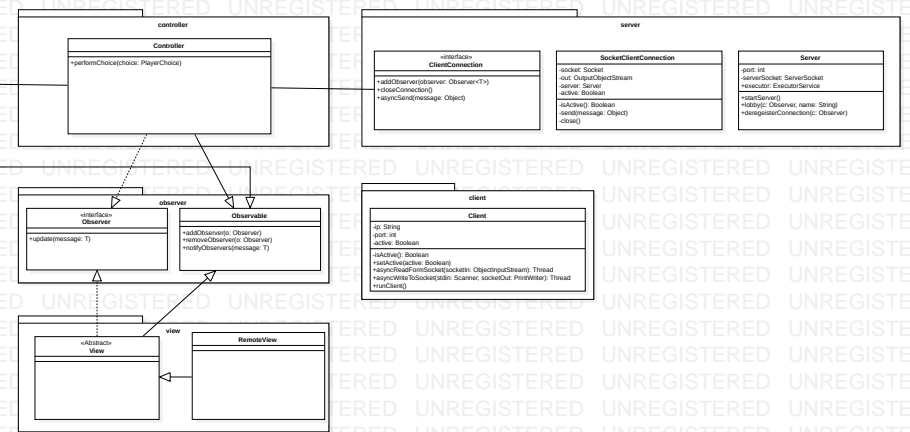 controller
Controller
+performChoice(choice: PlayerChoice)
server
«interface»
ClientConnection
+addObserver(observer: Observer<T>)
+closeConnection()
+asyncSend(message: Object)
SocketClientConnection
-socket: Socket
-out: OutputObjectStream
-server: Server
-active: Boolean
-isActive(): Boolean
-send(message: Object)
-close()
Server
-port: int
-serverSocket: ServerSocket
+executor: ExecutorService
+startServer()
+lobby(c: Observer, name: String)
+deregeisterConnection(c: Observer)
observer
«interface»
Observer
+update(message: T)
Observable
+addObserver(o: Observer)
+removeObserver(o: Observer)
+notifyObservers(message: T)
client
Client
-ip: String
-port: int
-active: Boolean
-isActive(): Boolean
+setActive(active: Boolean)
+asyncReadFormSocket(socketIn: ObjectInputStream): Thread
+asyncWriteToSocket(stdin: Scanner, socketOut: PrintWriter): Thread
+runClient()
view
«Abstract»
View
RemoteView
UNREGISTERED